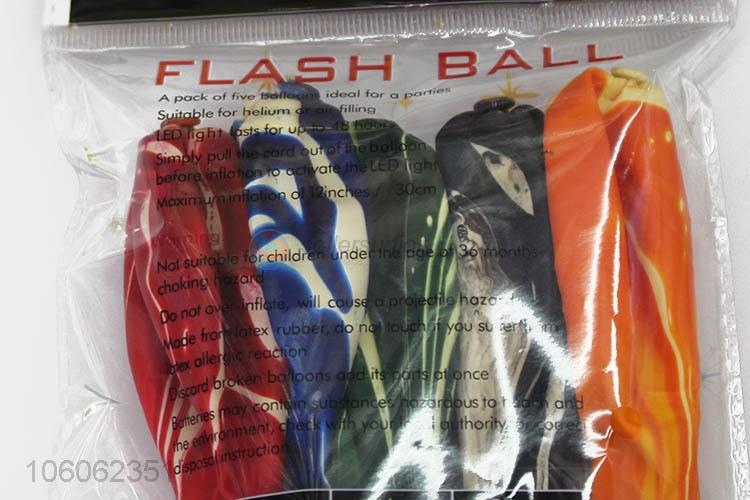 FLASH BALL
A pack of five balloons ideal for a parties
Suitable for helium or air filling
LED light lasts for up to 48 hours
Simply pull the card out of the balloon
before inflation to activate the LED light
Maximum inflation of 12inches / 30cm
Warning:
Not suitable for children under the age of 36 months
choking hazard
Do not over-inflate, will cause a projectile hazard
Made from latex rubber, do not touch it you suffer from
latex allergic reaction
Discard broken balloons and its parts at once
Batteries may contain substances hazardous to health and
the environment, check with your local authority for correct
disposal instruction
106062351